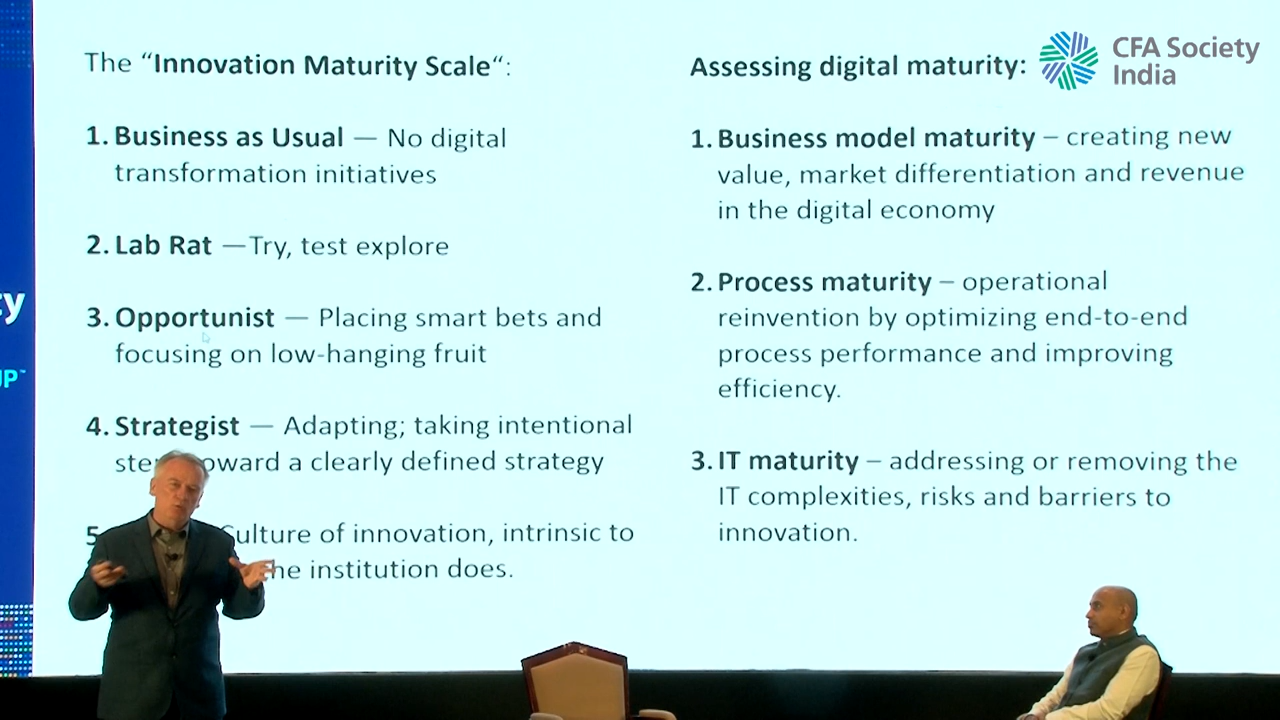 The “Innovation Maturity Scale“:
1. Business as Usual — No digital
transformation initiatives
2. Lab Rat —Try, test explore
3. Opportunist — Placing smart bets and
focusing on low-hanging fruit
4. Strategist — Adapting; taking intentional
toward a clearly defined strategy
5.
Culture of innovation, intrinsic to
the institution does.
Assessing digital maturity:
1. Business model maturity – creating new
value, market differentiation and revenue
in the digital economy
2. Process maturity – operational
reinvention by optimizing end-to-end
process performance and improving
efficiency.
3. IT maturity – addressing or removing the
IT complexities, risks and barriers to
innovation.
CFA Society
India